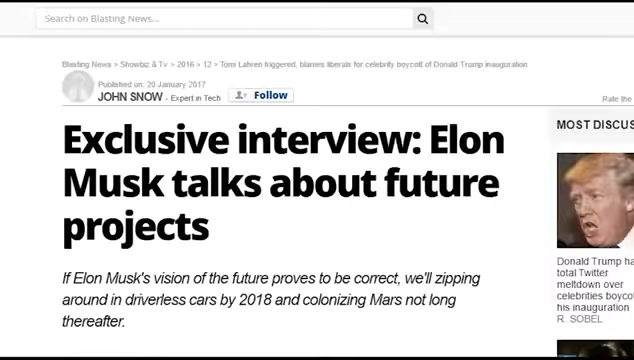 Search on Blasting News...
Blasting News > Showbiz & Tv > 2016 > 12 > Tomi Lahren triggered, blames liberals for celebrity boycott of Donald Trump inauguration
Published on: 20 January 2017
JOHN SNOW - Expert in Tech
Follow
Rate the
Exclusive interview: Elon
Musk talks about future
projects
If Elon Musk's vision of the future proves to be correct, we'll zipping
around in driverless cars by 2018 and colonizing Mars not long
thereafter.
MOST DISCUS
Donald Trump ha
total Twitter
meltdown over
celebrities boycot
his inauguration
R. SOBEL